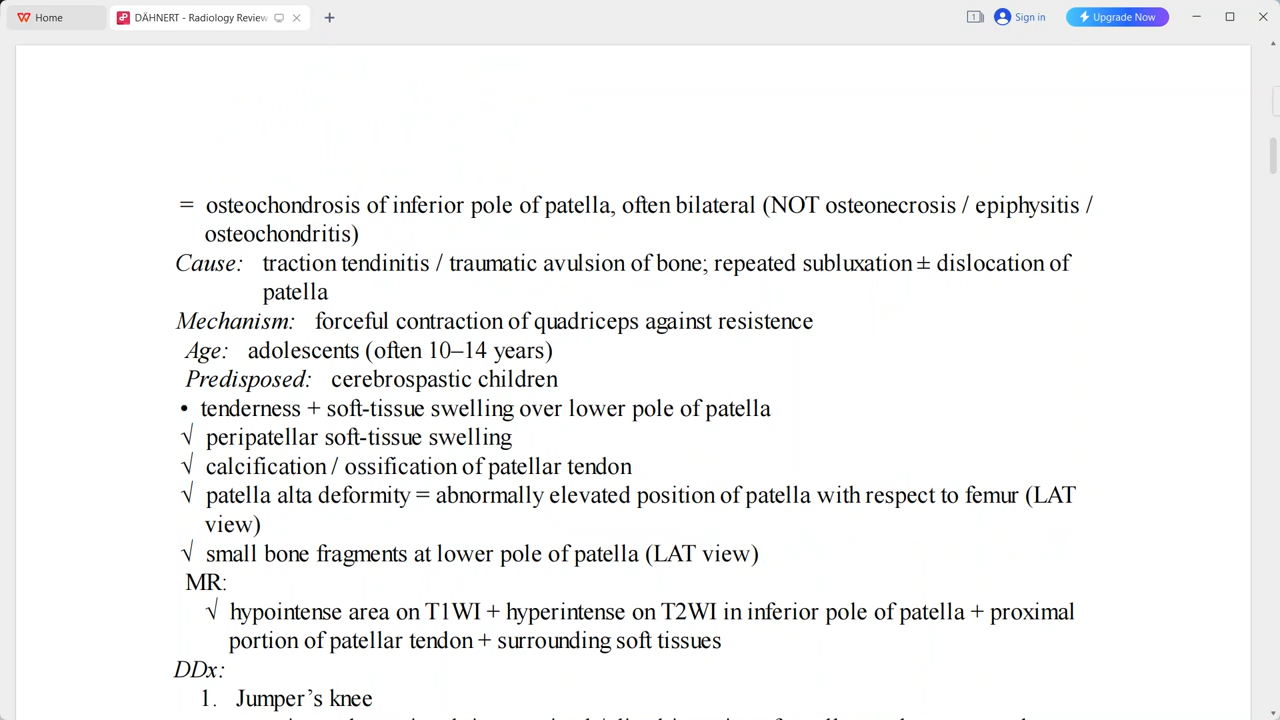 Home
DÄHNERT - Radiology Review
1
Sign in
Upgrade Now
= osteochondrosis of inferior pole of patella, often bilateral (NOT osteonecrosis / epiphysitis /
osteochondritis)
Cause: traction tendinitis / traumatic avulsion of bone; repeated subluxation ± dislocation of
patella
Mechanism: forceful contraction of quadriceps against resistence
Age: adolescents (often 10–14 years)
Predisposed: cerebrospastic children
• tenderness + soft-tissue swelling over lower pole of patella
√ peripatellar soft-tissue swelling
√ calcification / ossification of patellar tendon
√ patella alta deformity = abnormally elevated position of patella with respect to femur (LAT
view)
√ small bone fragments at lower pole of patella (LAT view)
MR:
√ hypointense area on T1WI + hyperintense on T2WI in inferior pole of patella + proximal
portion of patellar tendon + surrounding soft tissues
DDx:
1. Jumper’s knee